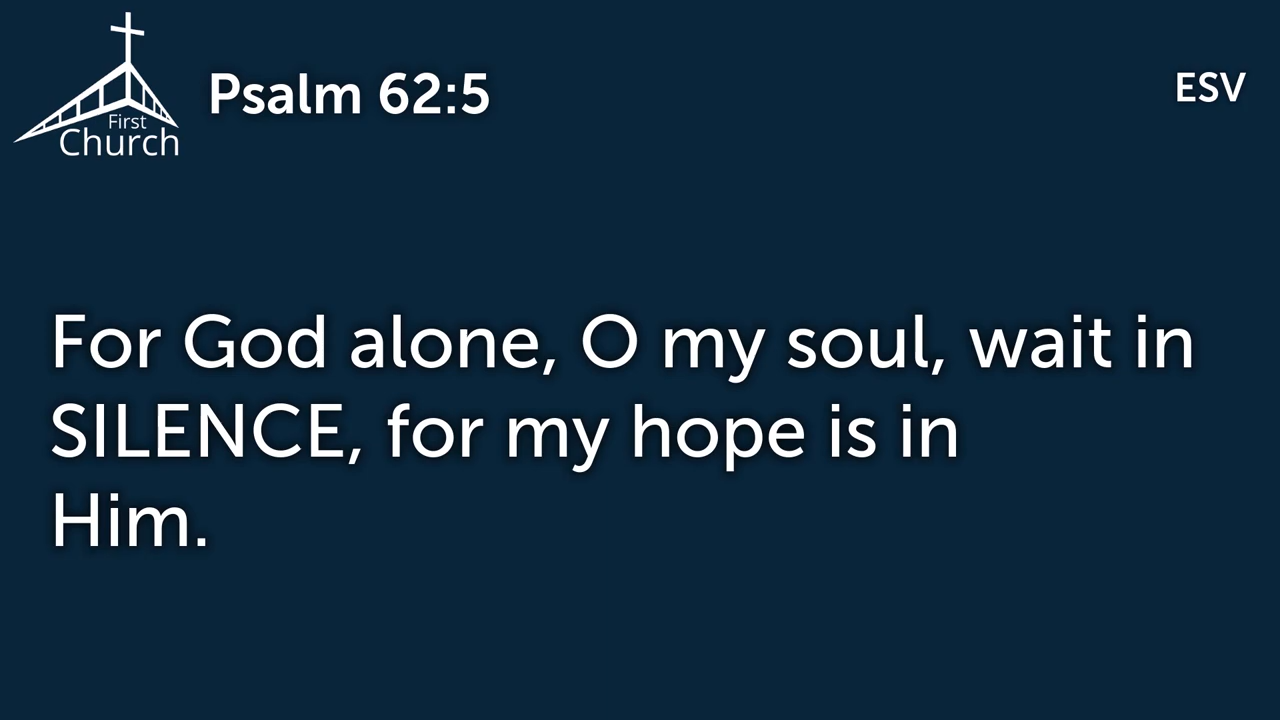 First
Church
Psalm 62:5
ESV
For God alone, O my soul, wait in
SILENCE, for my hope is in
Him.